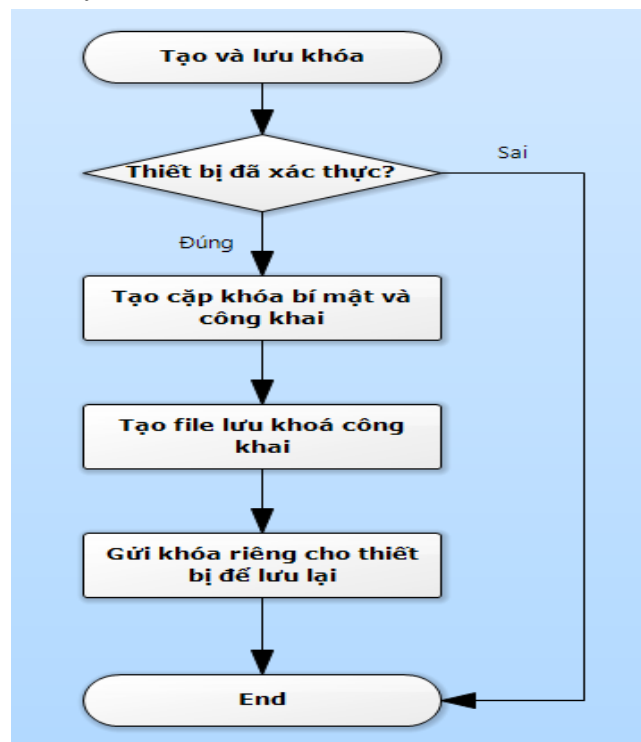 Tạo và lưu khóa
Thiết bị đã xác thực?
Sai
Đúng
Tạo cặp khóa bí mật và
công khai
Tạo file lưu khoá công
khai
Gửi khóa riêng cho thiết
bị để lưu lại
End